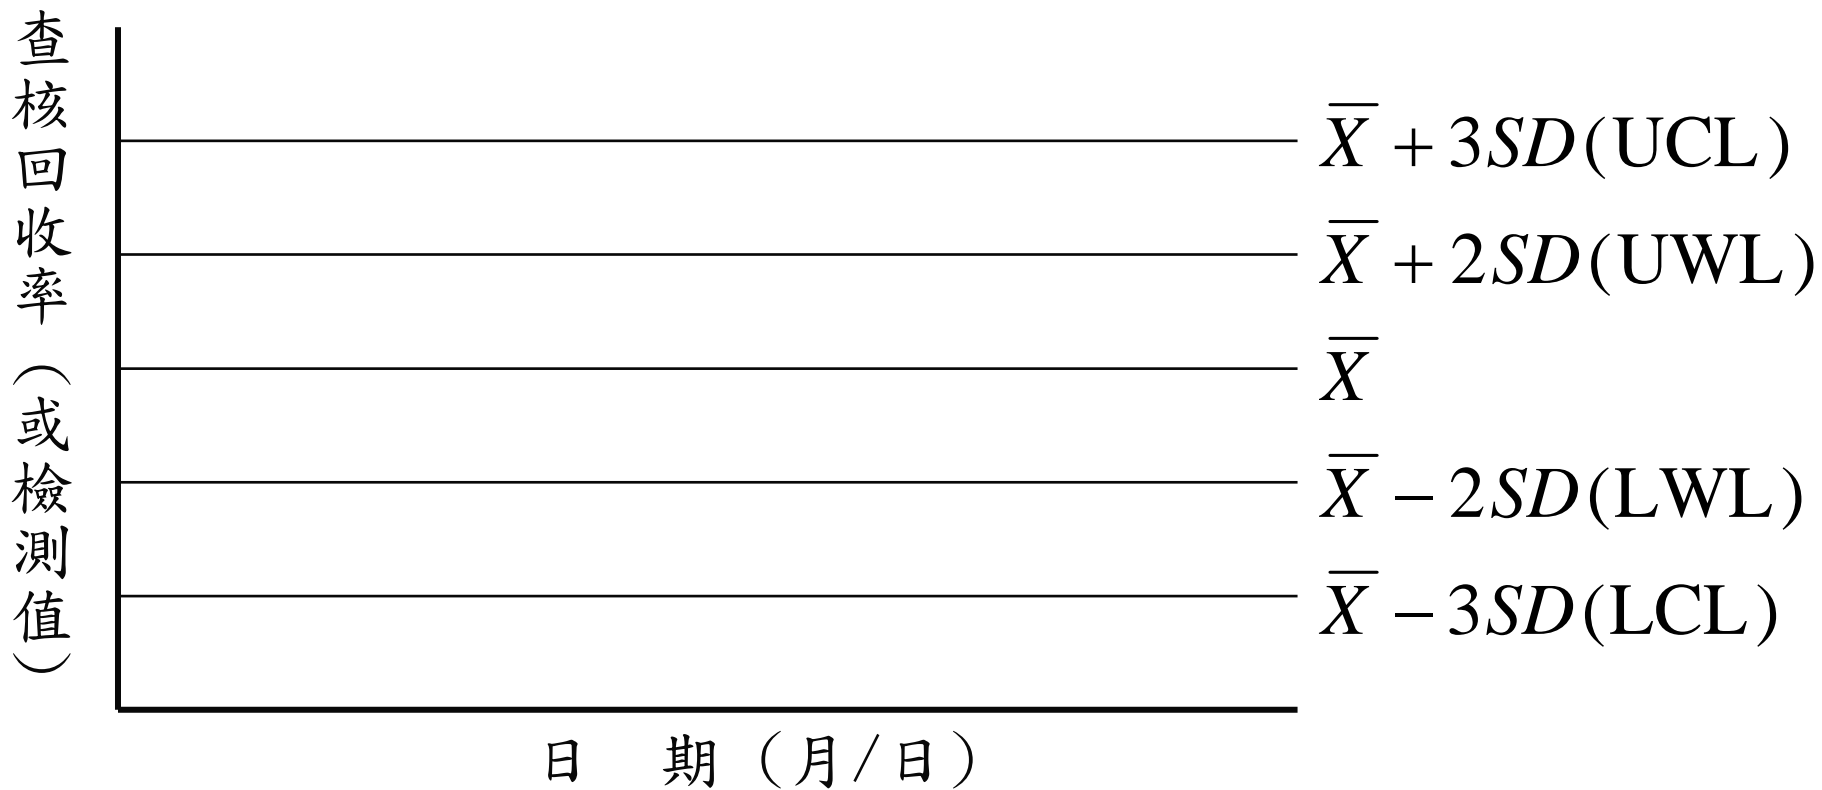 查核回收率（或檢測值）
X̅ + 3SD(UCL)
X̅ + 2SD(UWL)
X̅
X̅ − 2SD(LWL)
X̅ − 3SD(LCL)
日 期（月/日）